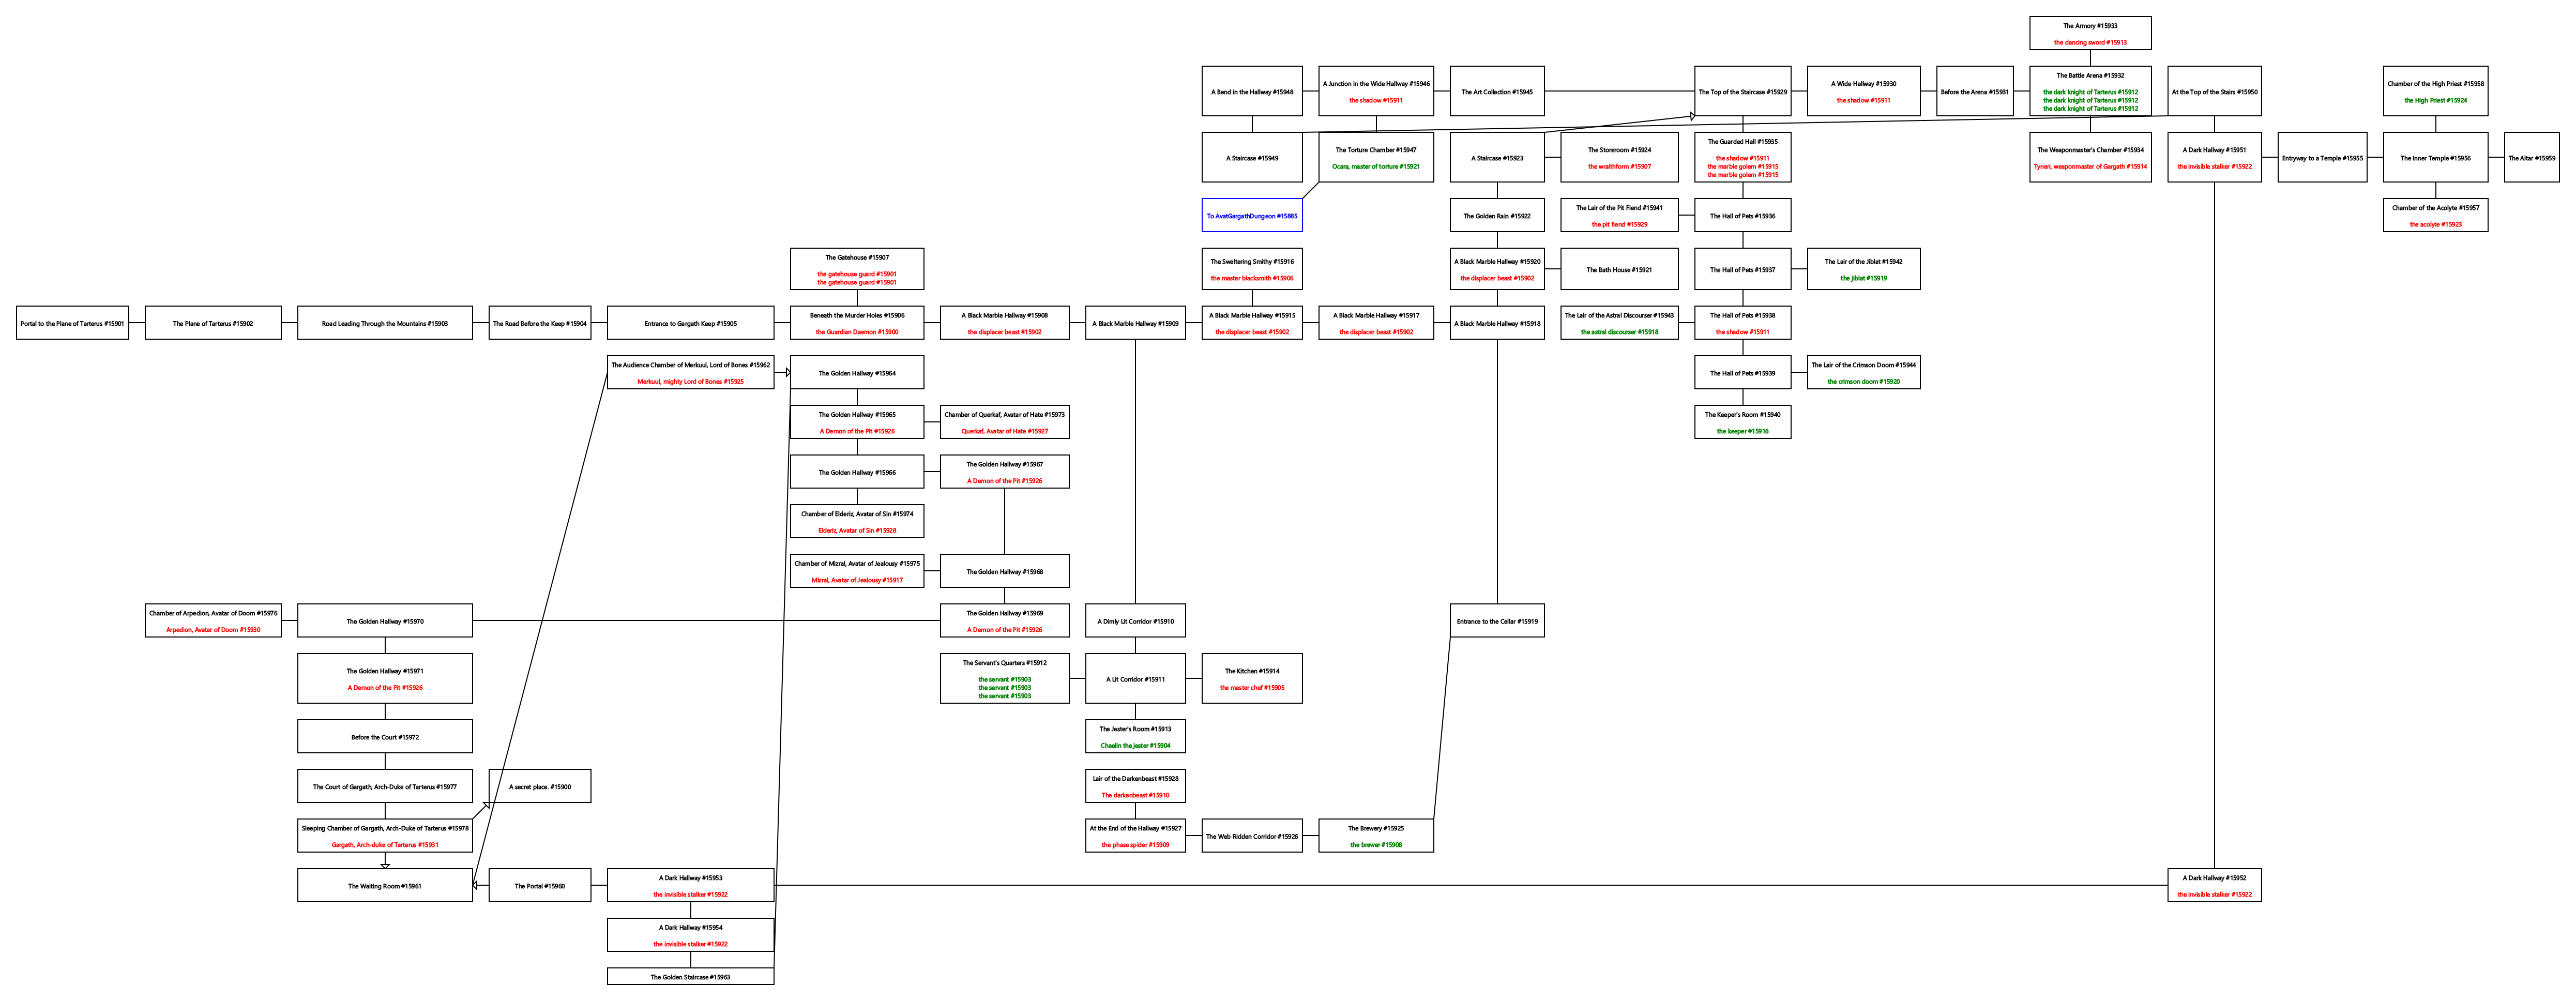 The Armory #15933
the dancing sword #15913
A Bend in the Hallway #15948
A Junction in the Wide Hallway #15946
the shadow #15911
The Art Collection #15945
The Top of the Staircase #15929
A Wide Hallway #15930
the shadow #15911
Before the Arena #15931
The Battle Arena #15932
the dark knight of Tarterus #15912
the dark knight of Tarterus #15912
the dark knight of Tarterus #15912
At the Top of the Stairs #15950
Chamber of the High Priest #15958
the High Priest #15924
A Staircase #15949
The Torture Chamber #15947
Ocara, master of torture #15921
A Staircase #15923
The Storeroom #15924
the wraithform #15907
The Guarded Hall #15935
the shadow #15911
the marble golem #15915
the marble golem #15915
The Weaponmaster's Chamber #15934
Tyneri, weaponmaster of Gargath #15914
A Dark Hallway #15951
the invisible stalker #15922
Entryway to a Temple #15955
The Inner Temple #15956
The Altar #15959
To AvatGargathDungeon #15885
The Golden Rain #15922
The Lair of the Pit Fiend #15941
the pit fiend #15929
The Hall of Pets #15936
Chamber of the Acolyte #15957
the acolyte #15923
The Gatehouse #15907
the gatehouse guard #15901
the gatehouse guard #15901
The Sweltering Smithy #15916
the master blacksmith #15906
A Black Marble Hallway #15920
the displacer beast #15902
The Bath House #15921
The Hall of Pets #15937
The Lair of the Jiblat #15942
the jiblat #15919
Portal to the Plane of Tarterus #15901
The Plane of Tarterus #15902
Road Leading Through the Mountains #15903
The Road Before the Keep #15904
Entrance to Gargath Keep #15905
Beneath the Murder Holes #15906
the Guardian Daemon #15900
A Black Marble Hallway #15908
the displacer beast #15902
A Black Marble Hallway #15909
A Black Marble Hallway #15915
the displacer beast #15902
A Black Marble Hallway #15917
the displacer beast #15902
A Black Marble Hallway #15918
The Lair of the Astral Discourser #15943
the astral discourser #15918
The Hall of Pets #15938
the shadow #15911
The Audience Chamber of Merkuul, Lord of Bones #15962
Merkuul, mighty Lord of Bones #15925
The Golden Hallway #15964
The Hall of Pets #15939
The Lair of the Crimson Doom #15944
the crimson doom #15920
The Golden Hallway #15965
A Demon of the Pit #15926
Chamber of Querkaf, Avatar of Hate #15973
Querkaf, Avatar of Hate #15927
The Keeper's Room #15940
the keeper #15916
The Golden Hallway #15966
The Golden Hallway #15967
A Demon of the Pit #15926
Chamber of Elderiz, Avatar of Sin #15974
Elderiz, Avatar of Sin #15928
Chamber of Mizral, Avatar of Jealousy #15975
Mizral, Avatar of Jealousy #15917
The Golden Hallway #15968
Chamber of Arpedion, Avatar of Doom #15976
Arpedion, Avatar of Doom #15930
The Golden Hallway #15970
The Golden Hallway #15969
A Demon of the Pit #15926
A Dimly Lit Corridor #15910
Entrance to the Cellar #15919
The Golden Hallway #15971
A Demon of the Pit #15926
The Servant's Quarters #15912
the servant #15903
the servant #15903
the servant #15903
A Lit Corridor #15911
The Kitchen #15914
the master chef #15905
Before the Court #15972
The Jester's Room #15913
Chaelin the jester #15904
The Court of Gargath, Arch-Duke of Tarterus #15977
A secret place. #15900
Lair of the Darkenbeast #15928
The darkenbeast #15910
Sleeping Chamber of Gargath, Arch-Duke of Tarterus #15978
Gargath, Arch-duke of Tarterus #15931
At the End of the Hallway #15927
the phase spider #15909
The Web Ridden Corridor #15926
The Brewery #15925
the brewer #15908
The Waiting Room #15961
The Portal #15960
A Dark Hallway #15953
the invisible stalker #15922
A Dark Hallway #15952
the invisible stalker #15922
A Dark Hallway #15954
the invisible stalker #15922
The Golden Staircase #15963